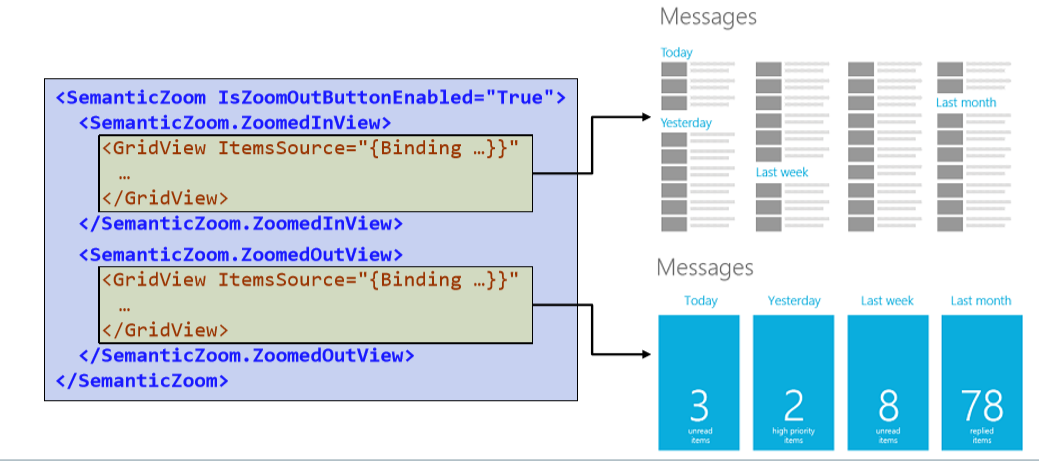 <SemanticZoom IsZoomOutButtonEnabled="True">
<SemanticZoom.ZoomedInView>
<GridView ItemsSource="{Binding …}}"
…
</GridView>
</SemanticZoom.ZoomedInView>
<SemanticZoom.ZoomedOutView>
<GridView ItemsSource="{Binding …}}"
…
</GridView>
</SemanticZoom.ZoomedOutView>
</SemanticZoom>
Messages
Today
Yesterday
Last week
Last month
Messages
Today Yesterday Last week Last month
3 2 8 78
unread high priority unread replied
items items items items